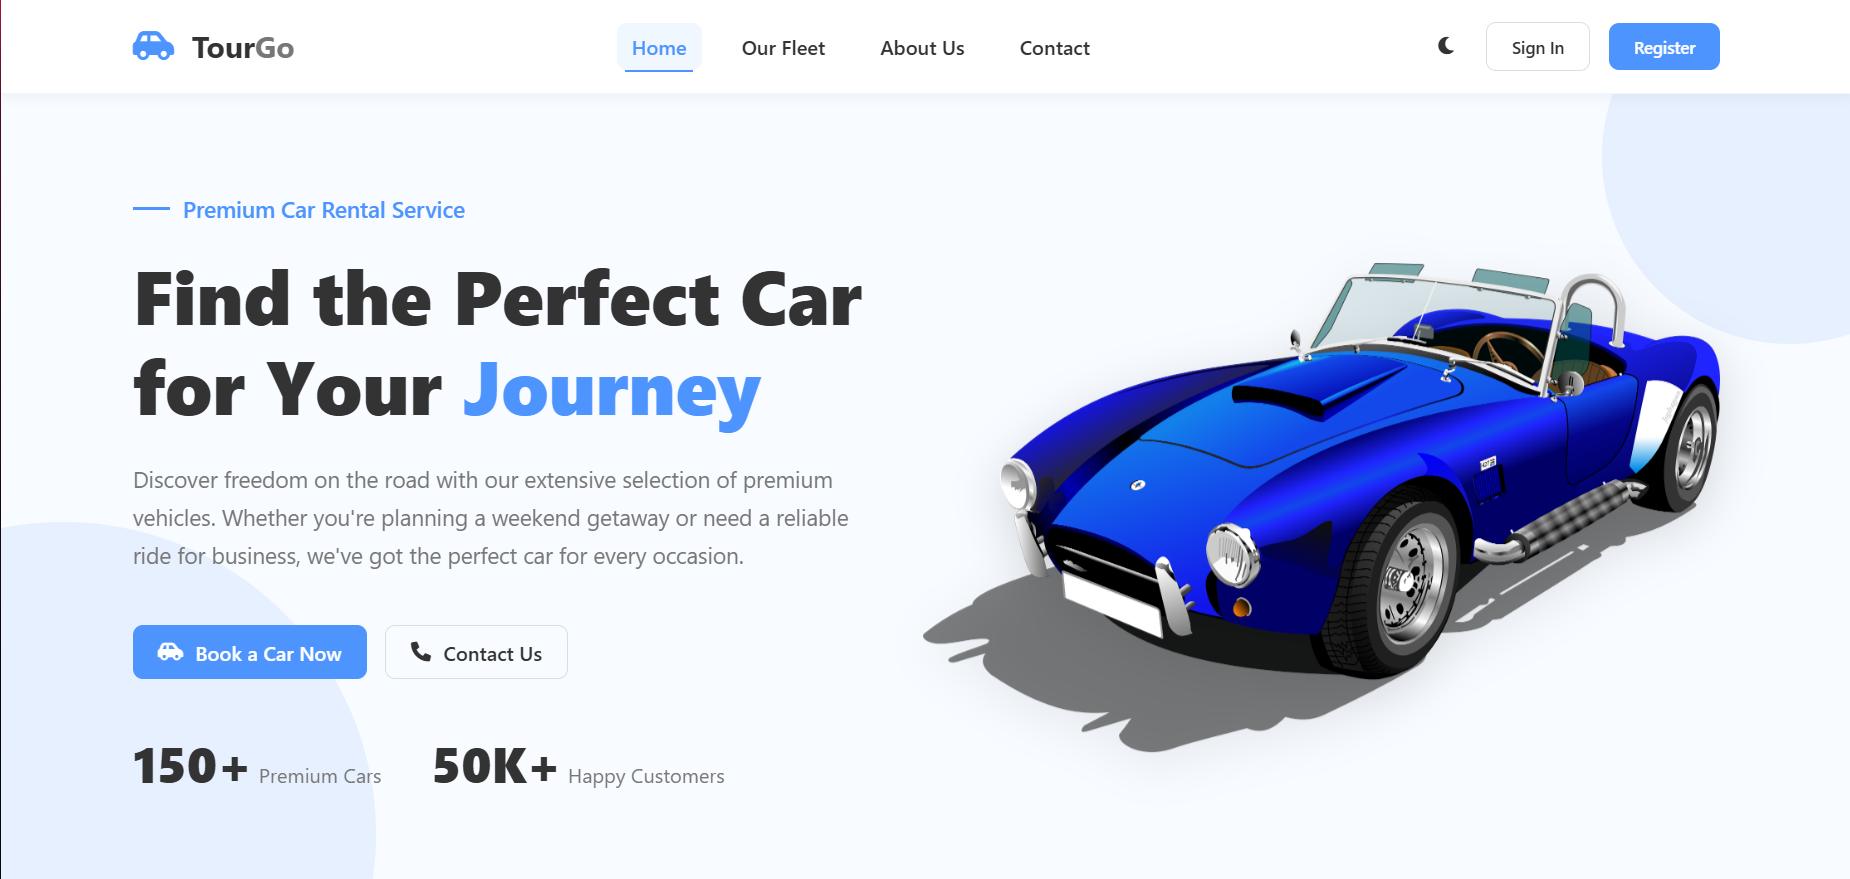 TourGo
Home
Our Fleet
About Us
Contact
Sign In
Register
Premium Car Rental Service
Find the Perfect Car
for Your Journey
Discover freedom on the road with our extensive selection of premium
vehicles. Whether you're planning a weekend getaway or need a reliable
ride for business, we've got the perfect car for every occasion.
Book a Car Now
Contact Us
150+ Premium Cars
50K+ Happy Customers